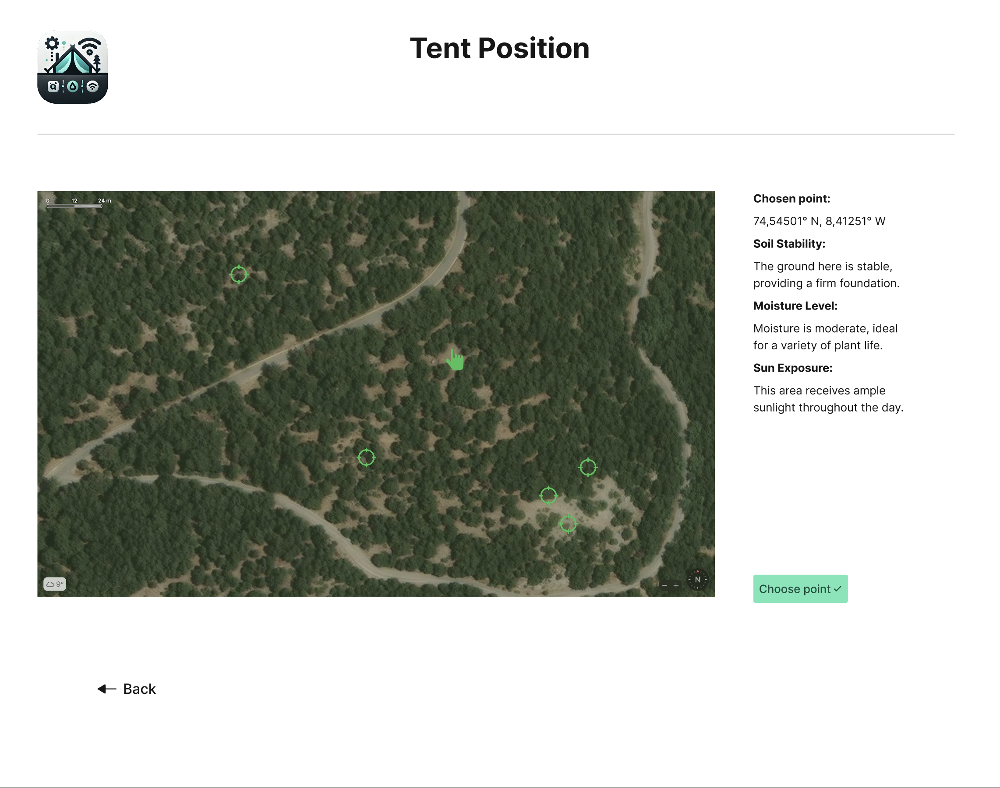 Tent Position
0 12 24 m
Chosen point:
74,54501° N, 8,41251° W
Soil Stability:
The ground here is stable,
providing a firm foundation.
Moisture Level:
Moisture is moderate, ideal
for a variety of plant life.
Sun Exposure:
This area receives ample
sunlight throughout the day.
9°
− +
N
Choose point ✓
Back